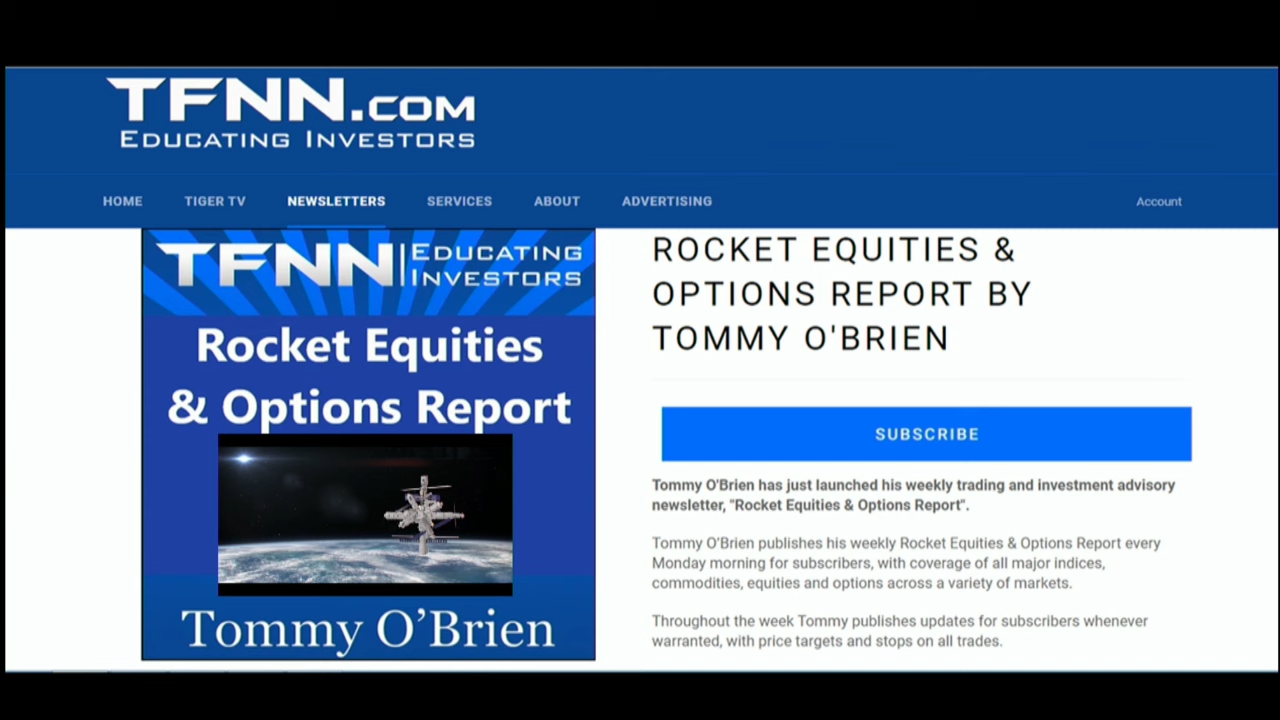 TFNN.COM
EDUCATING INVESTORS
HOME TIGER TV NEWSLETTERS SERVICES ABOUT ADVERTISING Account
TFNN EDUCATING
INVESTORS
Rocket Equities
& Options Report
Tommy O’Brien
ROCKET EQUITIES &
OPTIONS REPORT BY
TOMMY O'BRIEN
SUBSCRIBE
Tommy O'Brien has just launched his weekly trading and investment advisory
newsletter, "Rocket Equities & Options Report".
Tommy O'Brien publishes his weekly Rocket Equities & Options Report every
Monday morning for subscribers, with coverage of all major indices,
commodities, equities and options across a variety of markets.
Throughout the week Tommy publishes updates for subscribers whenever
warranted, with price targets and stops on all trades.